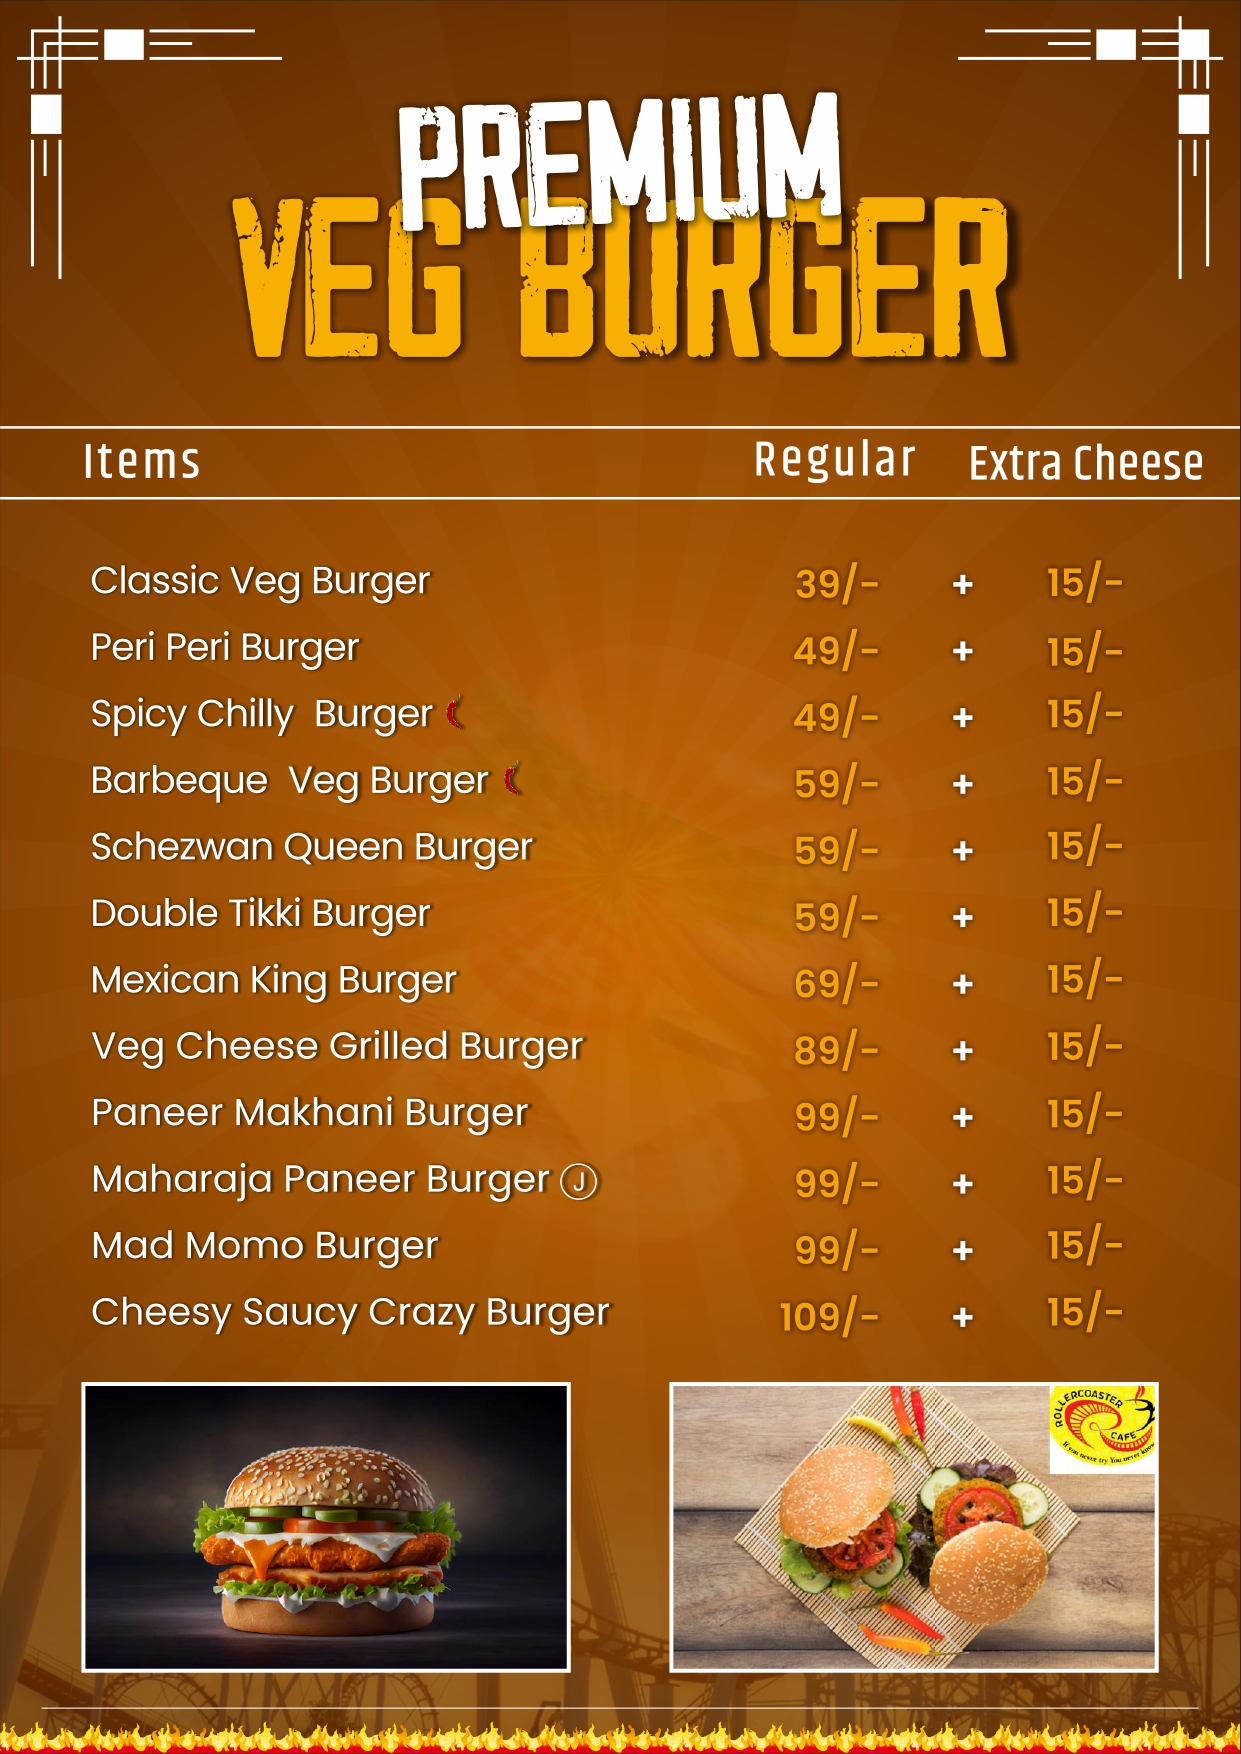 PREMIUM
VEG BURGER
Items Regular Extra Cheese
Classic Veg Burger 39/- + 15/-
Peri Peri Burger 49/- + 15/-
Spicy Chilly Burger 49/- + 15/-
Barbeque Veg Burger 59/- + 15/-
Schezwan Queen Burger 59/- + 15/-
Double Tikki Burger 59/- + 15/-
Mexican King Burger 69/- + 15/-
Veg Cheese Grilled Burger 89/- + 15/-
Paneer Makhani Burger 99/- + 15/-
Maharaja Paneer Burger J 99/- + 15/-
Mad Momo Burger 99/- + 15/-
Cheesy Saucy Crazy Burger 109/- + 15/-
ROLLERCOASTER
CAFE
If you never try You never know